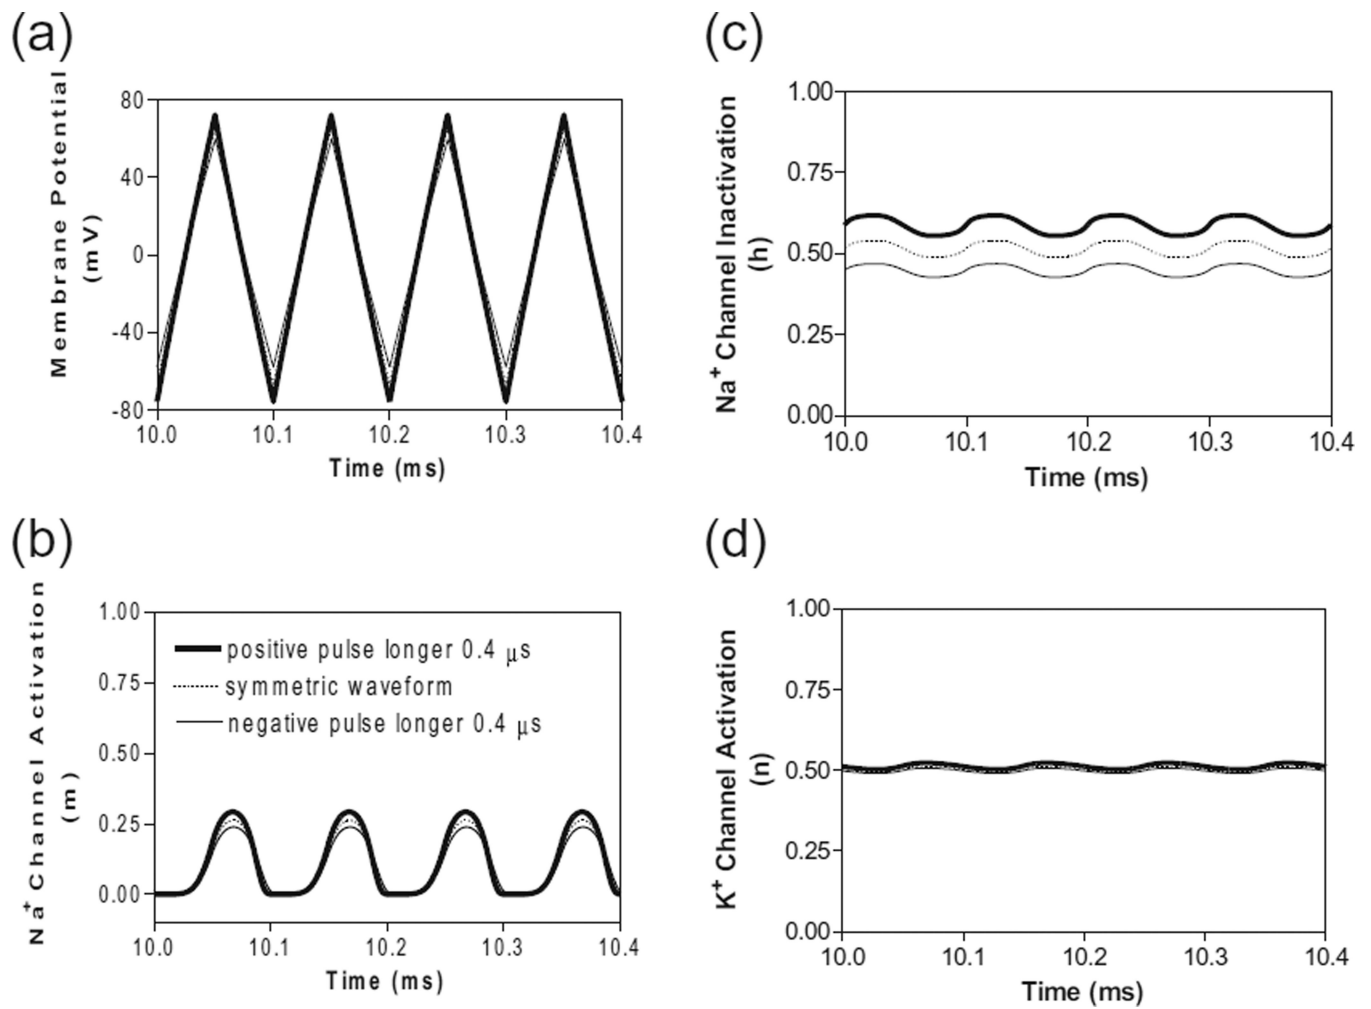 (a)
Membrane Potential
(mV)
80
40
0
-40
-80
10.0 10.1 10.2 10.3 10.4
Time (ms)
(c)
Na+ Channel Inactivation
(h)
1.00
0.75
0.50
0.25
0.00
10.0 10.1 10.2 10.3 10.4
Time (ms)
(b)
Na+ Channel Activation
(m)
1.00
0.75
0.50
0.25
0.00
positive pulse longer 0.4 μs
symmetric waveform
negative pulse longer 0.4 μs
10.0 10.1 10.2 10.3 10.4
Time (ms)
(d)
K+ Channel Activation
(n)
1.00
0.75
0.50
0.25
0.00
10.0 10.1 10.2 10.3 10.4
Time (ms)